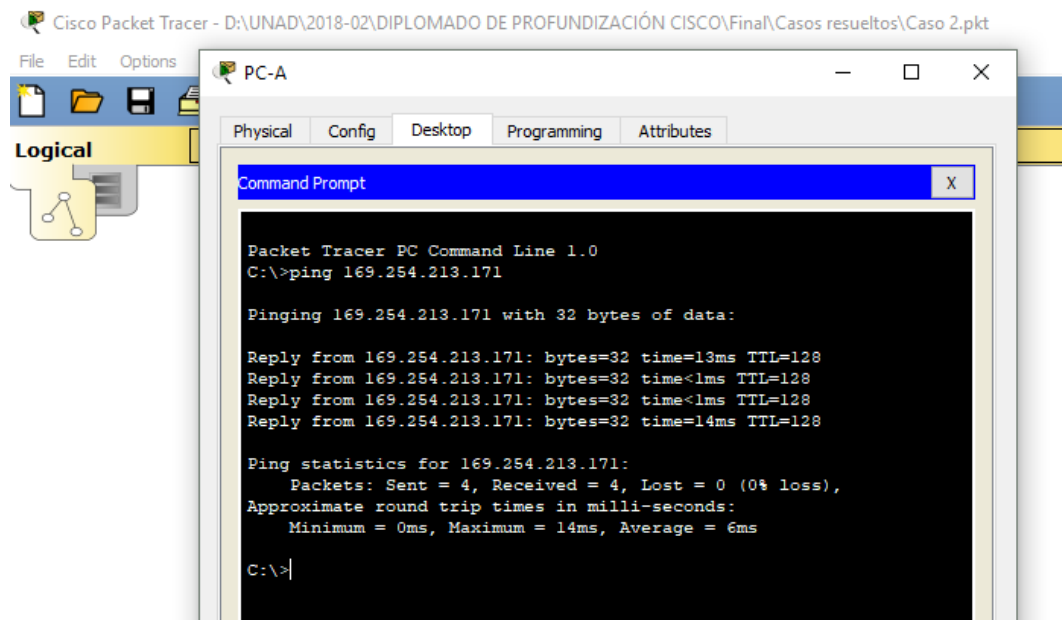 Cisco Packet Tracer - D:\UNAD\2018-02\DIPLOMADO DE PROFUNDIZACIÓN CISCO\Final\Casos resueltos\Caso 2.pkt
File Edit Options
PC-A
Physical Config Desktop Programming Attributes
Logical
Command Prompt
X
Packet Tracer PC Command Line 1.0
C:\>ping 169.254.213.171
Pinging 169.254.213.171 with 32 bytes of data:
Reply from 169.254.213.171: bytes=32 time=13ms TTL=128
Reply from 169.254.213.171: bytes=32 time<1ms TTL=128
Reply from 169.254.213.171: bytes=32 time<1ms TTL=128
Reply from 169.254.213.171: bytes=32 time=14ms TTL=128
Ping statistics for 169.254.213.171:
Packets: Sent = 4, Received = 4, Lost = 0 (0% loss),
Approximate round trip times in milli-seconds:
Minimum = 0ms, Maximum = 14ms, Average = 6ms
C:\>